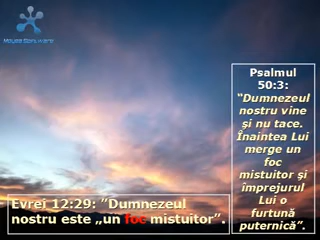 Psalmul
50:3:
“Dumnezeul
nostru vine
şi nu tace.
Înaintea Lui
merge un
foc
mistuitor şi
împrejurul
Lui o
furtună
puternică”.
Evrei 12:29: “Dumnezeul
nostru este „un foc mistuitor”.